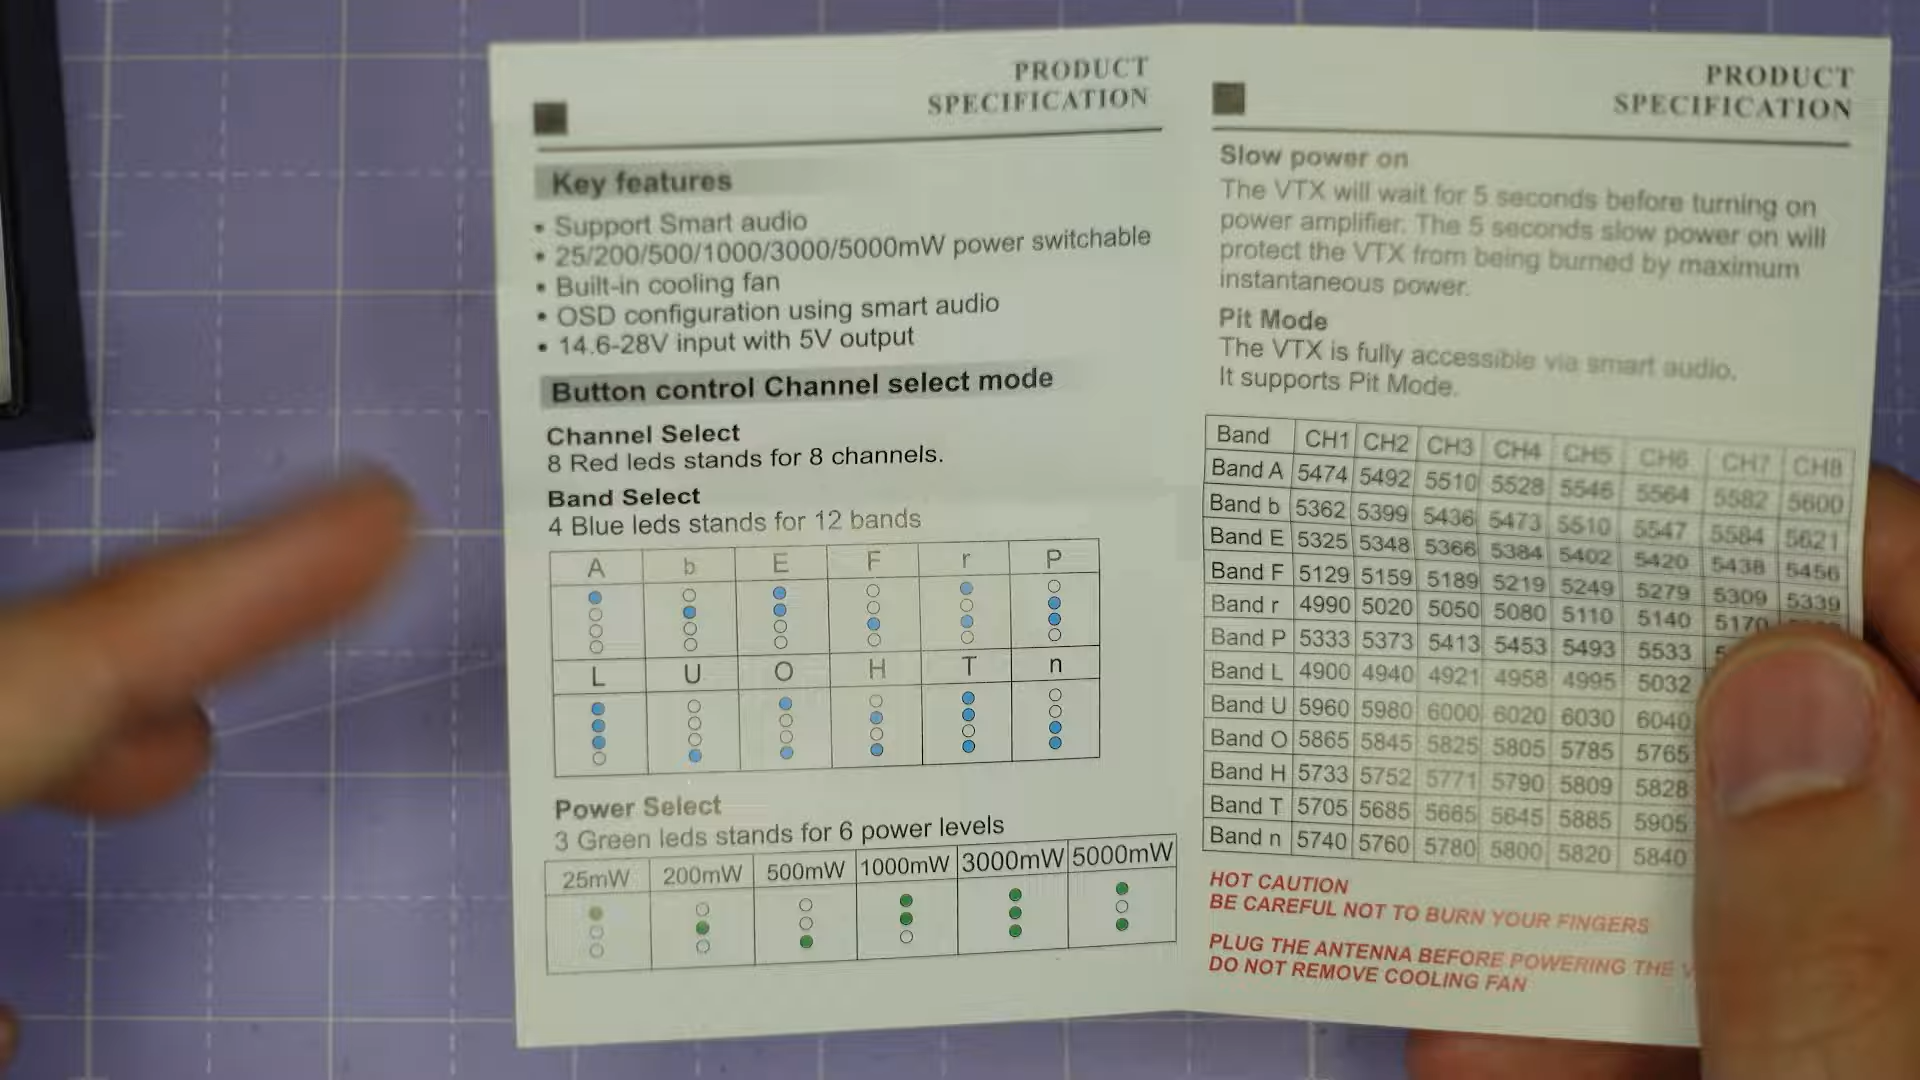 PRODUCT
SPECIFICATION
Key features
• Support Smart audio
• 25/200/500/1000/3000/5000mW power switchable
• Built-in cooling fan
• OSD configuration using smart audio
• 14.6-28V input with 5V output
Button control Channel select mode
Channel Select
8 Red leds stands for 8 channels.
Band Select
4 Blue leds stands for 12 bands
A b E F r P
L U O H T n
Power Select
3 Green leds stands for 6 power levels
25mW 200mW 500mW 1000mW 3000mW 5000mW
PRODUCT
SPECIFICATION
Slow power on
The VTX will wait for 5 seconds before turning on
power amplifier. The 5 seconds slow power on will
protect the VTX from being burned by maximum
instantaneous power.
Pit Mode
The VTX is fully accessible via smart audio.
It supports Pit Mode.
Band CH1 CH2 CH3 CH4 CH5 CH6 CH7 CH8
Band A 5474 5492 5510 5528 5546 5564 5582 5600
Band b 5362 5399 5436 5473 5510 5547 5584 5621
Band E 5325 5348 5366 5384 5402 5420 5438 5456
Band F 5129 5159 5189 5219 5249 5279 5309 5339
Band r 4990 5020 5050 5080 5110 5140 5170
Band P 5333 5373 5413 5453 5493 5533
Band L 4900 4940 4921 4958 4995 5032
Band U 5960 5980 6000 6020 6030 6040
Band O 5865 5845 5825 5805 5785 5765
Band H 5733 5752 5771 5790 5809 5828
Band T 5705 5685 5665 5645 5885 5905
Band n 5740 5760 5780 5800 5820 5840
HOT CAUTION
BE CAREFUL NOT TO BURN YOUR FINGERS
PLUG THE ANTENNA BEFORE POWERING THE
DO NOT REMOVE COOLING FAN